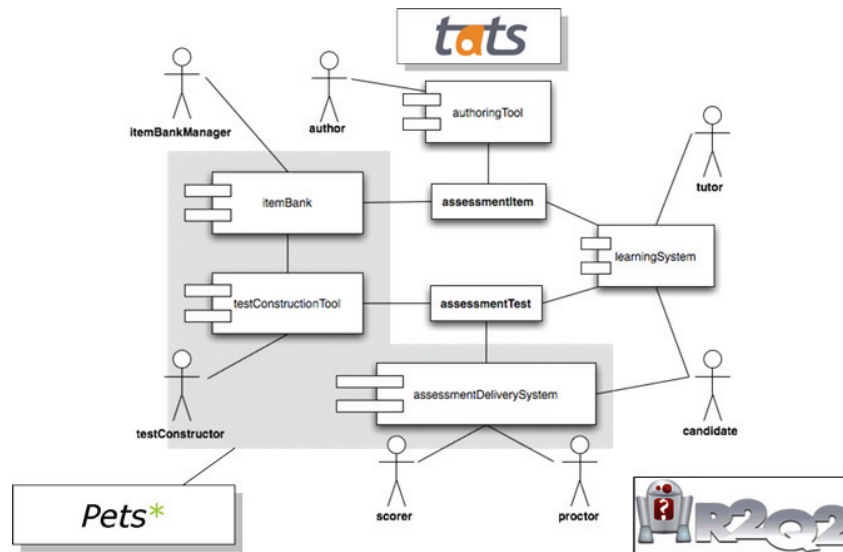 tats
itemBankManager
author
authoringTool
tutor
itemBank
assessmentItem
learningSystem
testConstructionTool
assessmentTest
assessmentDeliverySystem
testConstructor
candidate
scorer
proctor
Pets*
?
R2Q2